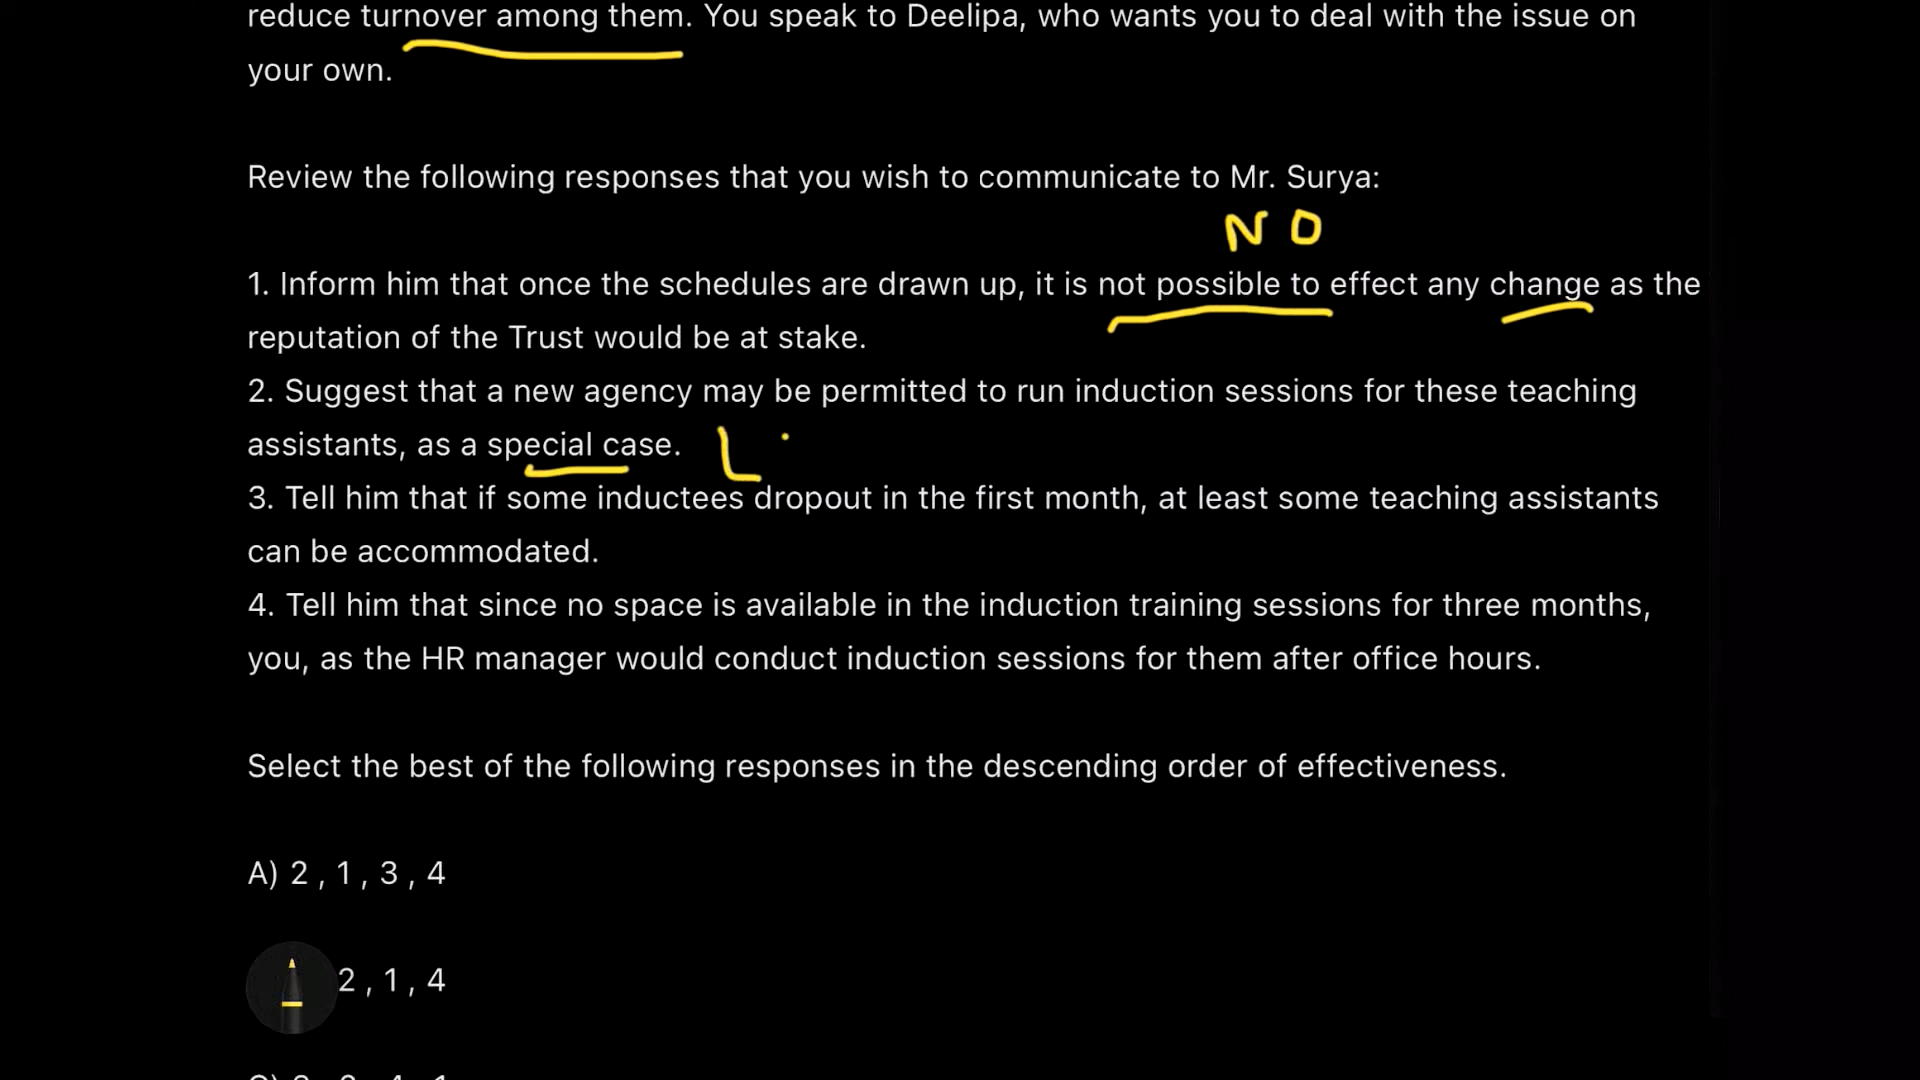 reduce turnover among them. You speak to Deelipa, who wants you to deal with the issue on
your own.
Review the following responses that you wish to communicate to Mr. Surya:
NO
1. Inform him that once the schedules are drawn up, it is not possible to effect any change as the
reputation of the Trust would be at stake.
2. Suggest that a new agency may be permitted to run induction sessions for these teaching
assistants, as a special case.
3. Tell him that if some inductees dropout in the first month, at least some teaching assistants
can be accommodated.
4. Tell him that since no space is available in the induction training sessions for three months,
you, as the HR manager would conduct induction sessions for them after office hours.
Select the best of the following responses in the descending order of effectiveness.
A) 2 , 1 , 3 , 4
2 , 1 , 4